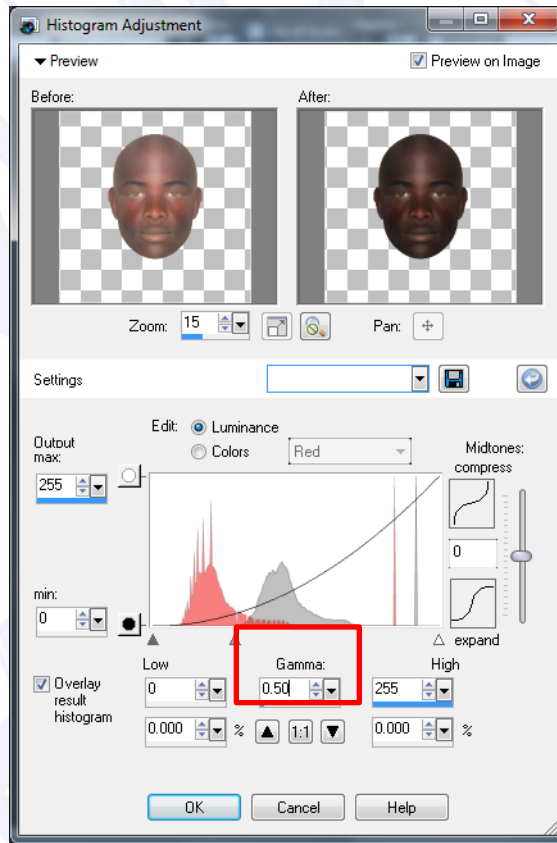 Histogram Adjustment
Preview
Preview on Image
Before:
After:
Zoom: 15
Pan:
Settings
Edit: Luminance
Colors Red
Output
max:
255
Midtones:
compress
0
expand
min:
0
Low Gamma: High
Overlay
result
histogram
0 0.50 255
0.000 % 1:1 0.000 %
OK Cancel Help